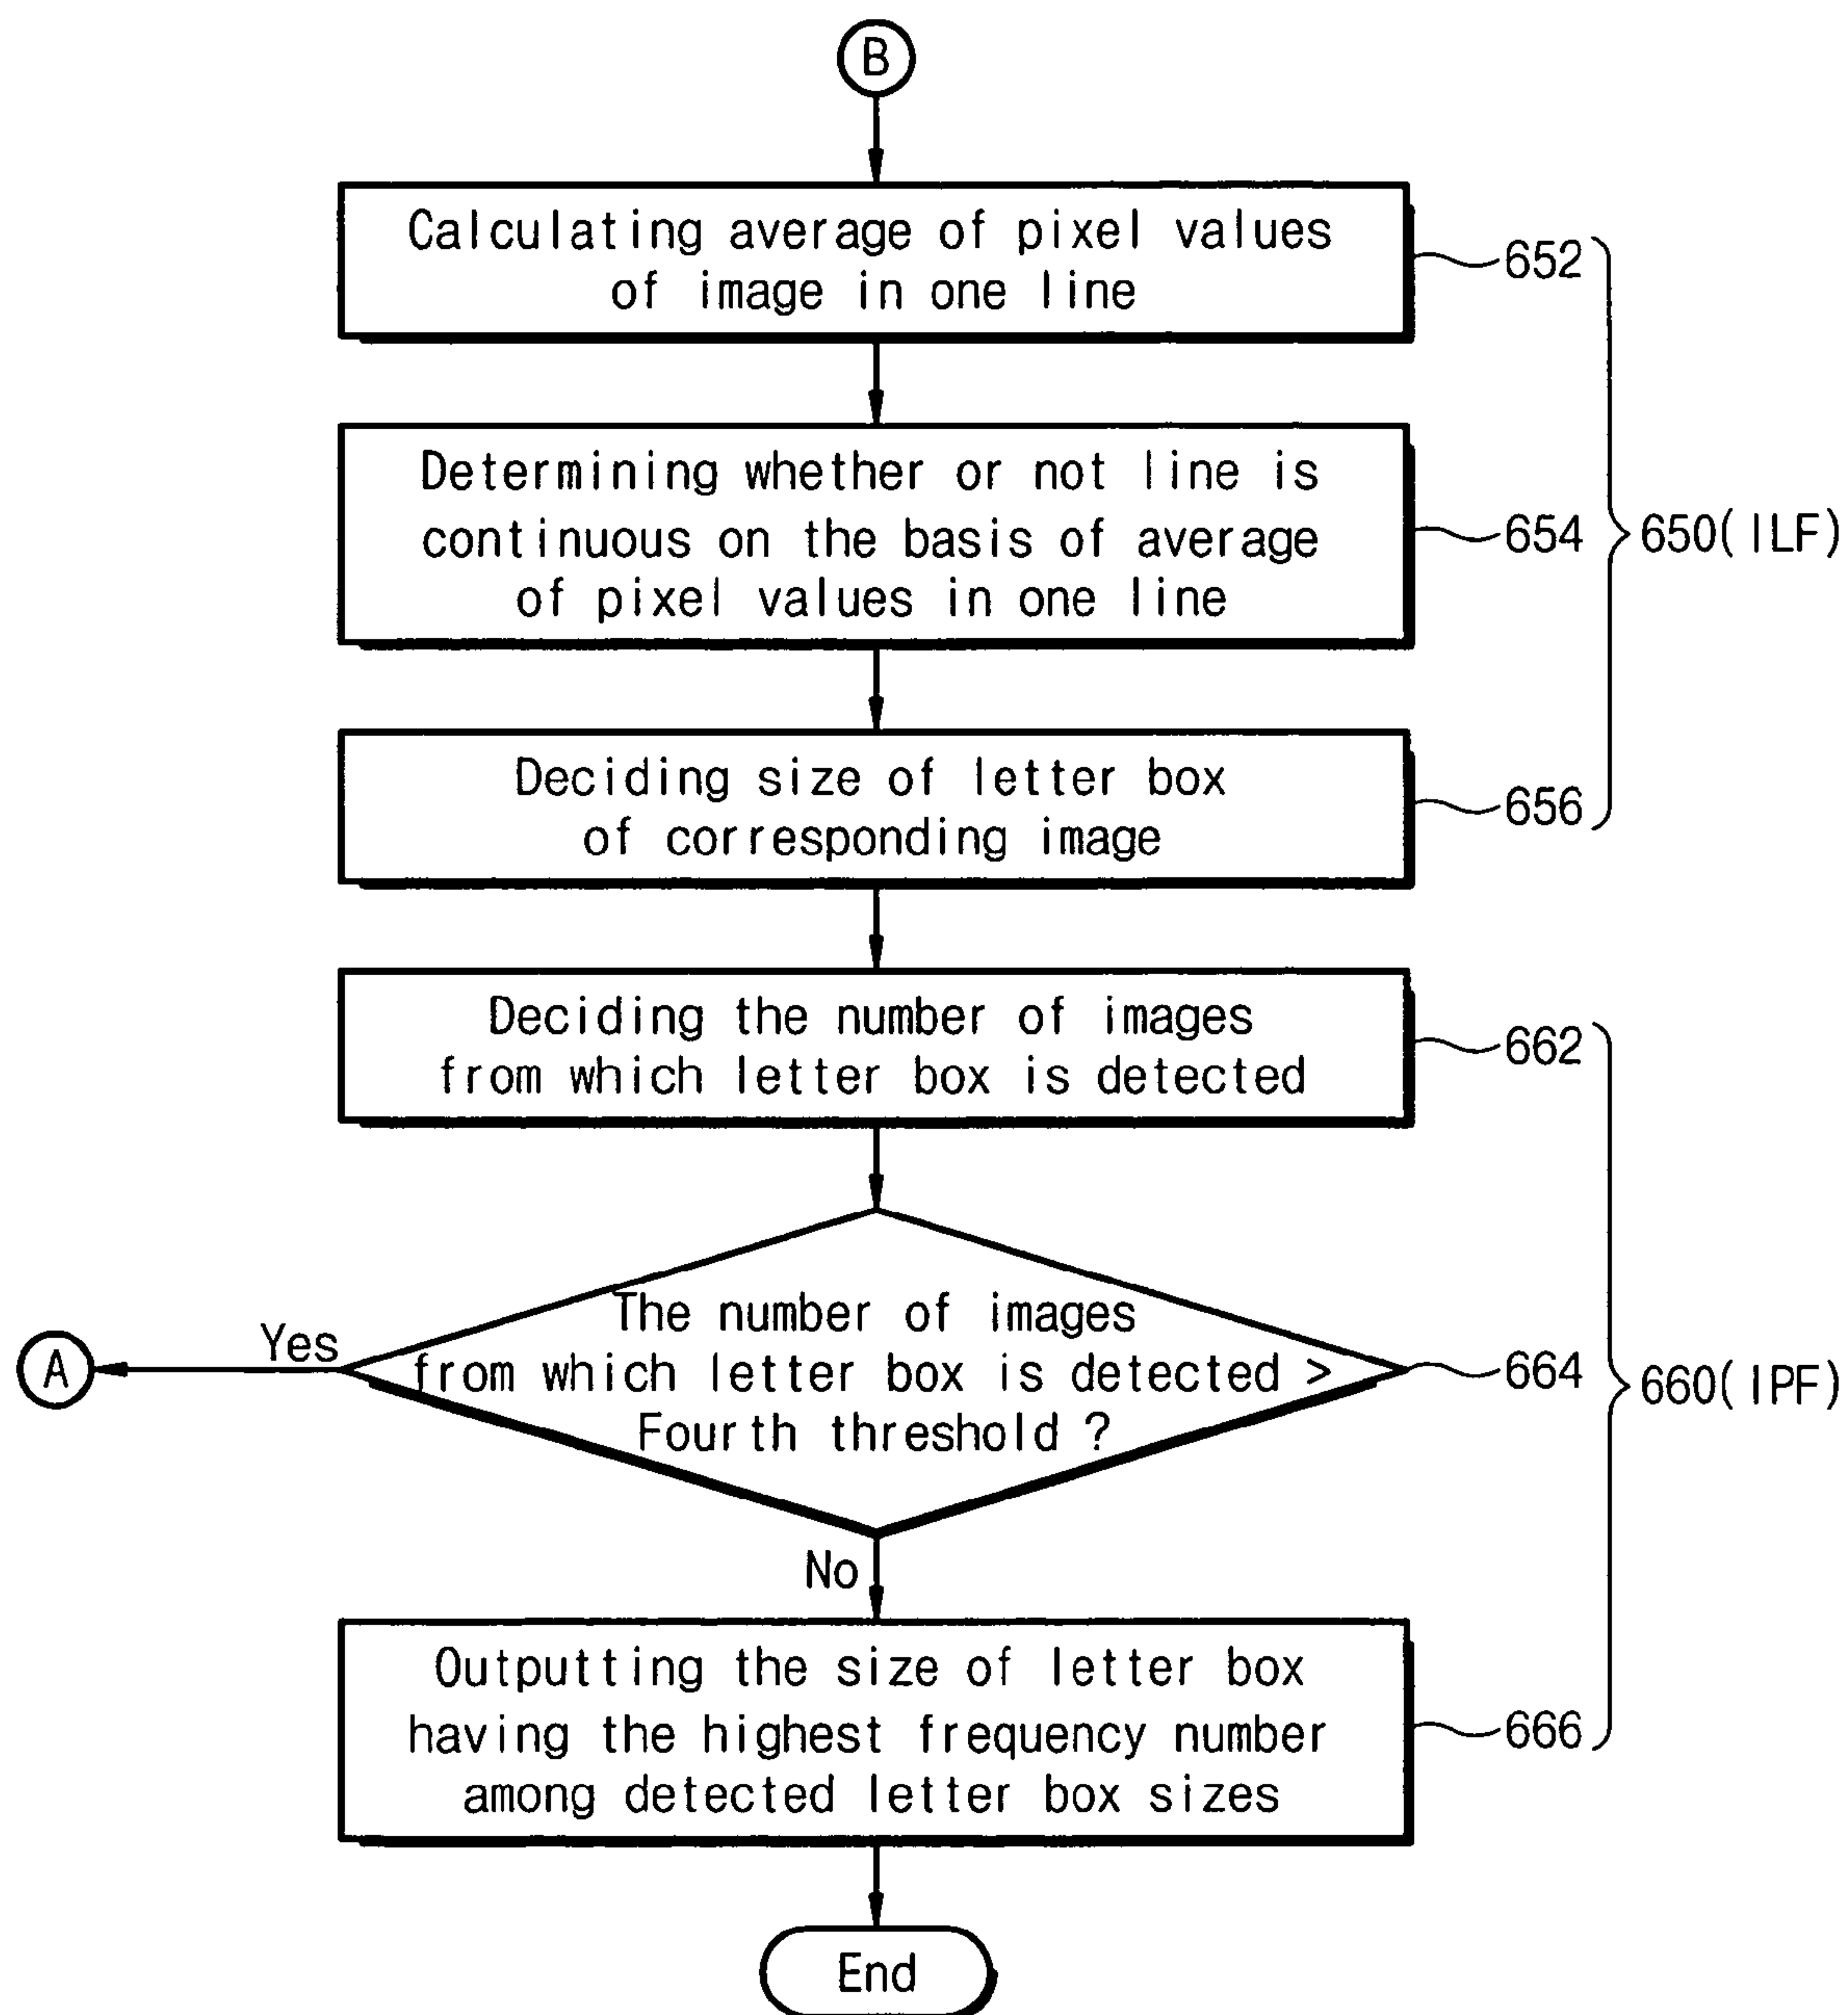 B
Calculating average of pixel values
of image in one line
652
Determining whether or not line is
continuous on the basis of average
of pixel values in one line
654
650(ILF)
Deciding size of letter box
of corresponding image
656
Deciding the number of images
from which letter box is detected
662
The number of images
from which letter box is detected >
Fourth threshold ?
Yes
A
664
660(IPF)
No
Outputting the size of letter box
having the highest frequency number
among detected letter box sizes
666
End